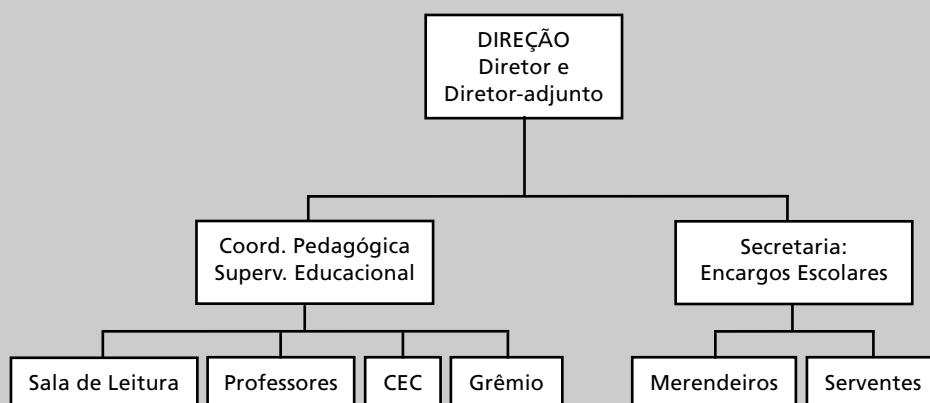 DIREÇÃO
Diretor e
Diretor-adjunto
Coord. Pedagógica
Superv. Educacional
Secretaria:
Encargos Escolares
Sala de Leitura
Professores
CEC
Grêmio
Merendeiros
Serventes